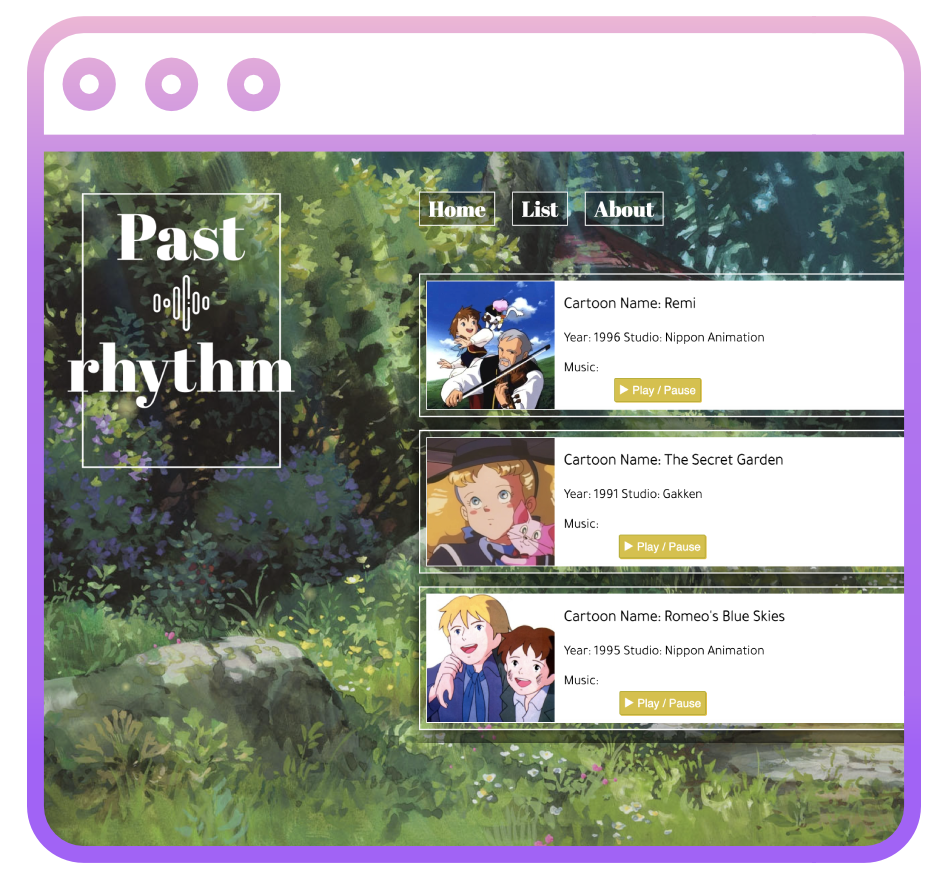 Past
rhythm
Home List About
Cartoon Name: Remi
Year: 1996 Studio: Nippon Animation
Music:
Play / Pause
Cartoon Name: The Secret Garden
Year: 1991 Studio: Gakken
Music:
Play / Pause
Cartoon Name: Romeo's Blue Skies
Year: 1995 Studio: Nippon Animation
Music:
Play / Pause